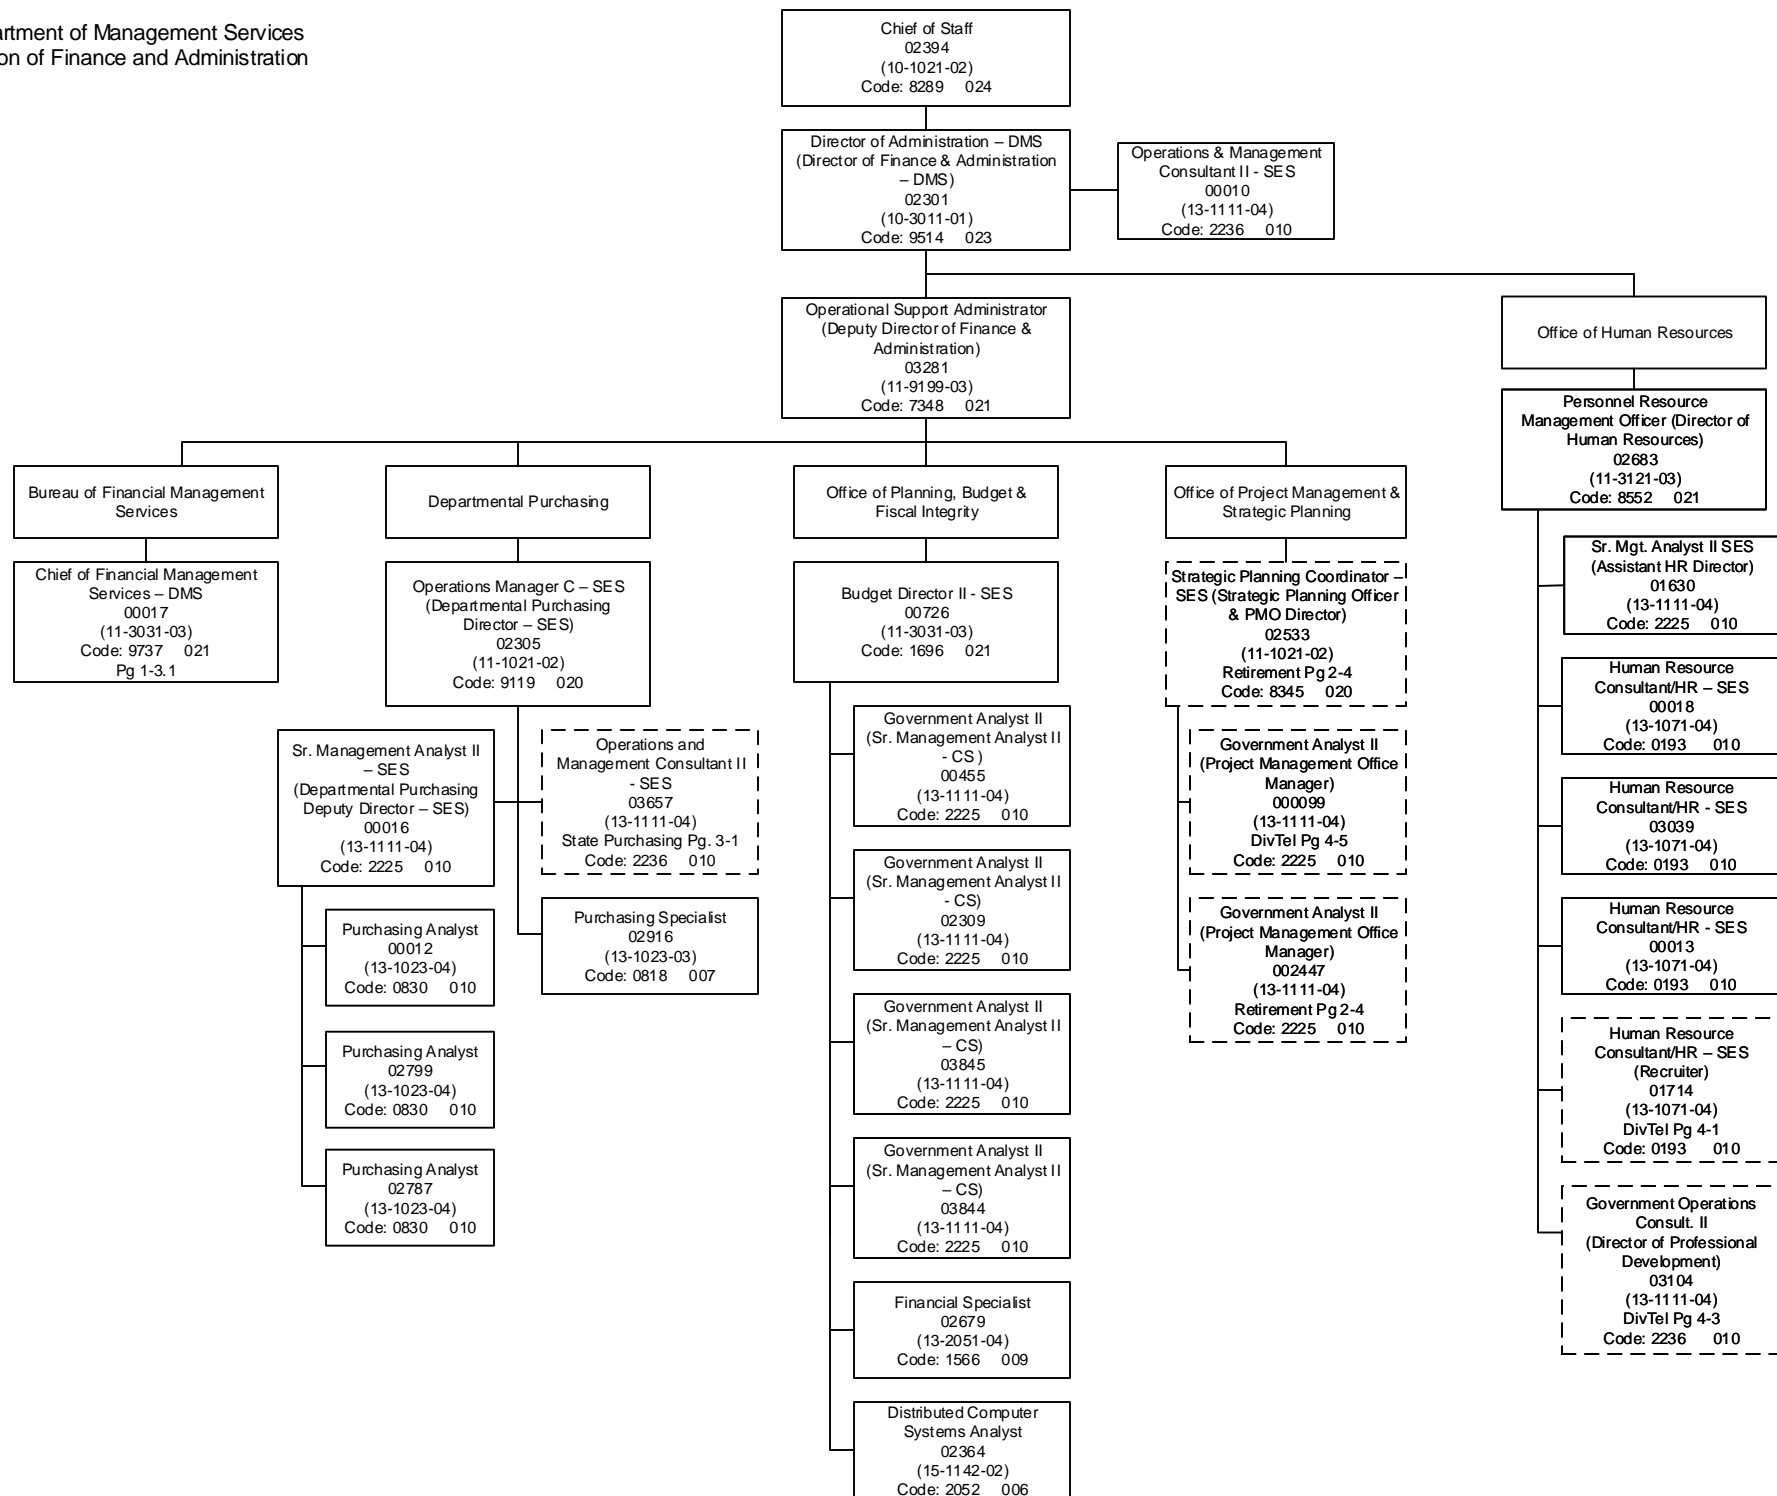 artment of Management Services
on of Finance and Administration
Chief of Staff
02394
(10-1021-02)
Code: 8289 024
Director of Administration – DMS
(Director of Finance & Administration
– DMS)
02301
(10-3011-01)
Code: 9514 023
Operations & Management
Consultant II - SES
00010
(13-1111-04)
Code: 2236 010
Operational Support Administrator
(Deputy Director of Finance &
Administration)
03281
(11-9199-03)
Code: 7348 021
Office of Human Resources
Personnel Resource
Management Officer (Director of
Human Resources)
02683
(11-3121-03)
Code: 8552 021
Bureau of Financial Management
Services
Departmental Purchasing
Office of Planning, Budget &
Fiscal Integrity
Office of Project Management &
Strategic Planning
Chief of Financial Management
Services – DMS
00017
(11-3031-03)
Code: 9737 021
Pg 1-3.1
Operations Manager C – SES
(Departmental Purchasing
Director – SES)
02305
(11-1021-02)
Code: 9119 020
Budget Director II - SES
00726
(11-3031-03)
Code: 1696 021
Strategic Planning Coordinator –
SES (Strategic Planning Officer
& PMO Director)
02533
(11-1021-02)
Retirement Pg 2-4
Code: 8345 020
Sr. Management Analyst II
– SES
(Departmental Purchasing
Deputy Director – SES)
00016
(13-1111-04)
Code: 2225 010
Operations and
Management Consultant II
- SES
03657
(13-1111-04)
State Purchasing Pg. 3-1
Code: 2236 010
Purchasing Analyst
00012
(13-1023-04)
Code: 0830 010
Purchasing Analyst
02799
(13-1023-04)
Code: 0830 010
Purchasing Analyst
02787
(13-1023-04)
Code: 0830 010
Purchasing Specialist
02916
(13-1023-03)
Code: 0818 007
Government Analyst II
(Sr. Management Analyst II
- CS)
00455
(13-1111-04)
Code: 2225 010
Government Analyst II
(Sr. Management Analyst II
- CS)
02309
(13-1111-04)
Code: 2225 010
Government Analyst II
(Sr. Management Analyst II
– CS)
03845
(13-1111-04)
Code: 2225 010
Government Analyst II
(Sr. Management Analyst II
– CS)
03844
(13-1111-04)
Code: 2225 010
Financial Specialist
02679
(13-2051-04)
Code: 1566 009
Distributed Computer
Systems Analyst
02364
(15-1142-02)
Code: 2052 006
Government Analyst II
(Project Management Office
Manager)
000099
(13-1111-04)
DivTel Pg 4-5
Code: 2225 010
Government Analyst II
(Project Management Office
Manager)
002447
(13-1111-04)
Retirement Pg 2-4
Code: 2225 010
Sr. Mgt. Analyst II SES
(Assistant HR Director)
01630
(13-1111-04)
Code: 2225 010
Human Resource
Consultant/HR – SES
00018
(13-1071-04)
Code: 0193 010
Human Resource
Consultant/HR - SES
03039
(13-1071-04)
Code: 0193 010
Human Resource
Consultant/HR - SES
00013
(13-1071-04)
Code: 0193 010
Human Resource
Consultant/HR – SES
(Recruiter)
01714
(13-1071-04)
DivTel Pg 4-1
Code: 0193 010
Government Operations
Consult. II
(Director of Professional
Development)
03104
(13-1111-04)
DivTel Pg 4-3
Code: 2236 010